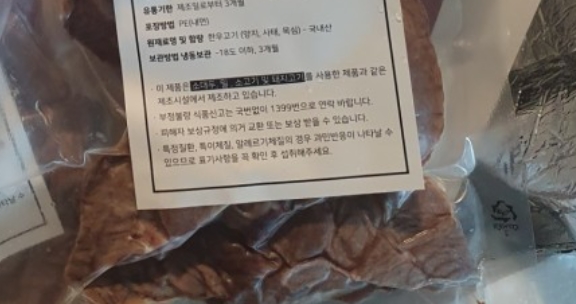 유통기한 제조일로부터 3개월
포장방법 PE(내면)
원재료명 및 함량 한우고기 (양지, 사태, 목심) - 국내산
보관방법 냉동보관 -18도 이하, 3개월
· 이 제품은 소대두, 밀, 소고기 및 돼지고기를 사용한 제품과 같은
제조시설에서 제조하고 있습니다.
· 부정불량 식품신고는 국번없이 1399번으로 연락 바랍니다.
· 피해자 보상규정에 의거 교환 또는 보상 받을 수 있습니다.
· 특정질환, 특이체질, 알레르기체질의 경우 과민반응이 나타날 수
있으므로 표기사항을 꼭 확인 후 섭취해주세요.